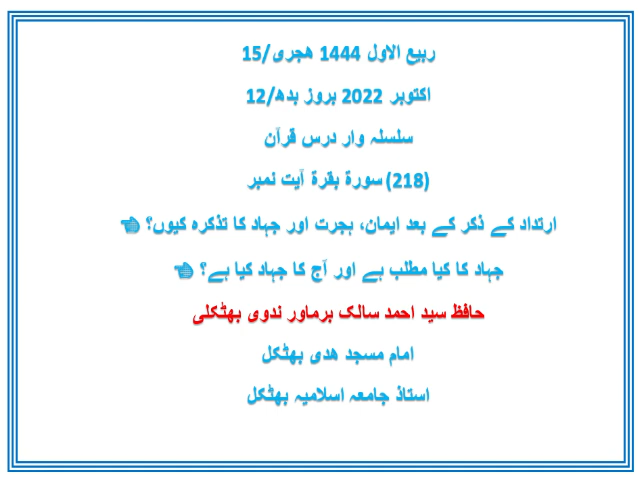 ربیع الاول 1444 ھجری/15
اکتوبر 2022 بروز بدھ/12
سلسلہ وار درس قرآن
(218) سورۃ بقرۃ آیت نمبر
ارتداد کے ذکر کے بعد ایمان، ہجرت اور جہاد کا تذکرہ کیوں؟ 👈
جہاد کا کیا مطلب ہے اور آج کا جہاد کیا ہے؟ 👈
حافظ سید احمد سالک برماور ندوی بھٹکلی
امام مسجد ھدی بھٹکل
استاذ جامعہ اسلامیہ بھٹکل